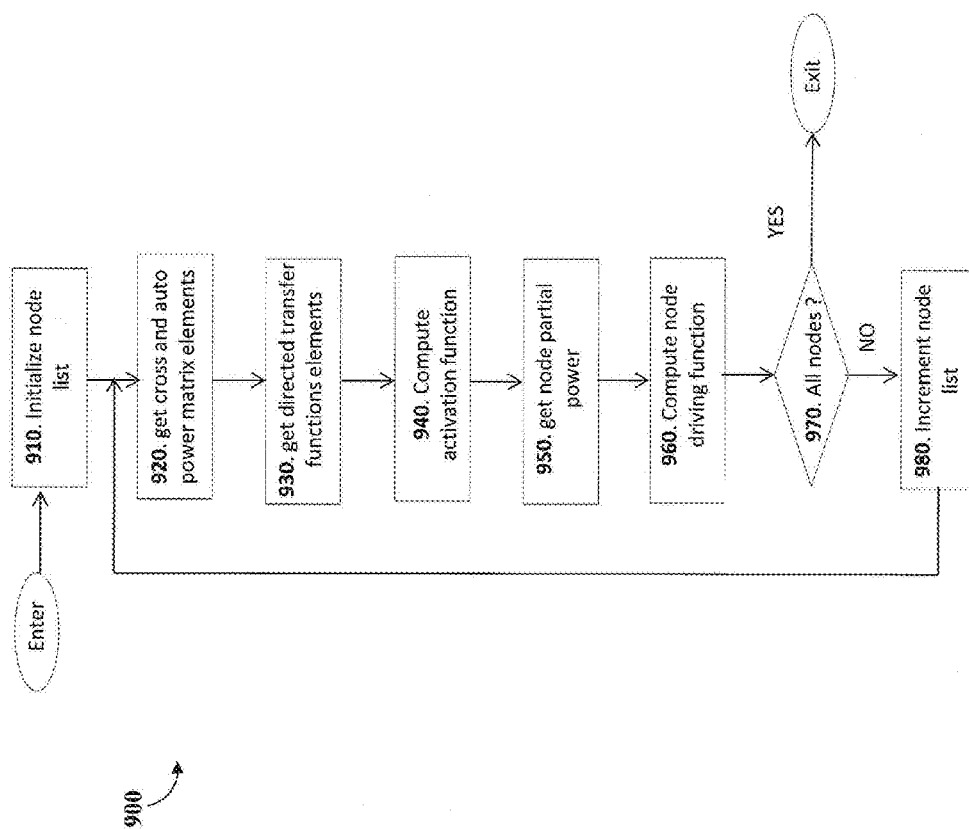 900
Enter
910. Initialize node
list
920. get cross and auto
power matrix elements
930. get directed transfer
functions elements
940. Compute
activation function
950. get node partial
power
960. Compute node
driving function
970. All nodes ?
YES
Exit
NO
980. Increment node
list